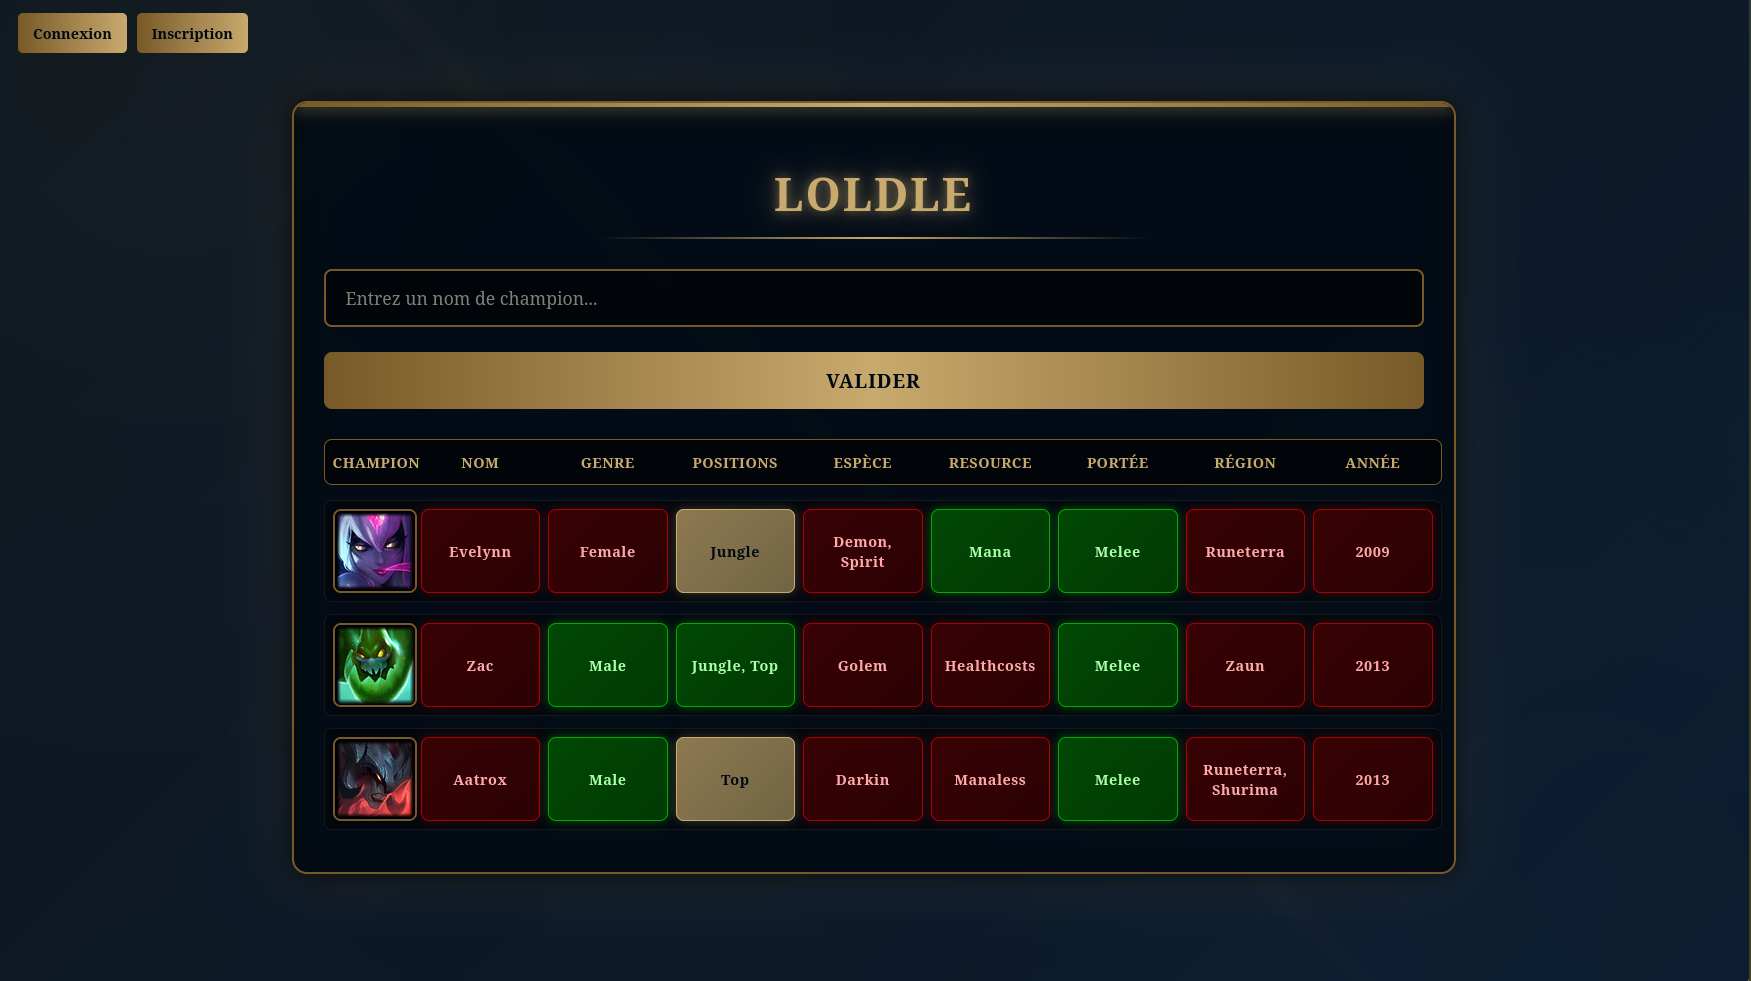 Connexion Inscription
LOLDLE
Entrez un nom de champion...
VALIDER
CHAMPION NOM GENRE POSITIONS ESPÈCE RESOURCE PORTÉE RÉGION ANNÉE
Evelynn Female Jungle Demon, Spirit Mana Melee Runeterra 2009
Zac Male Jungle, Top Golem Healthcosts Melee Zaun 2013
Aatrox Male Top Darkin Manaless Melee Runeterra, Shurima 2013